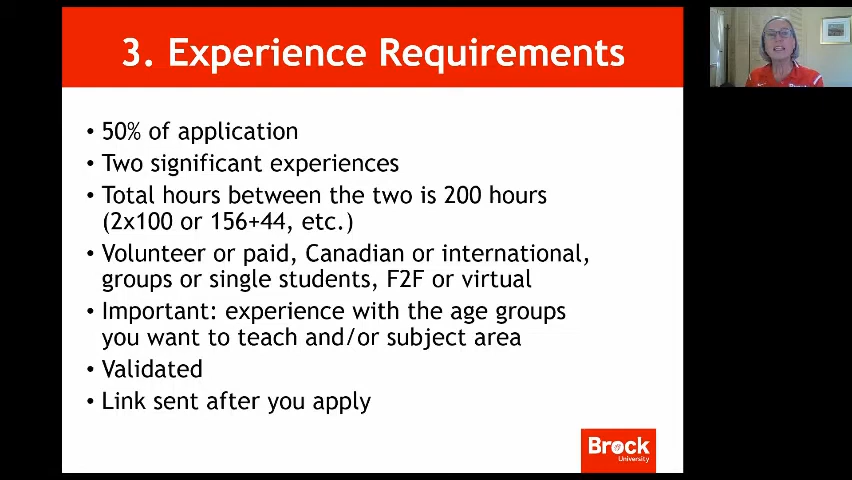 3. Experience Requirements
• 50% of application
• Two significant experiences
• Total hours between the two is 200 hours
(2x100 or 156+44, etc.)
• Volunteer or paid, Canadian or international,
groups or single students, F2F or virtual
• Important: experience with the age groups
you want to teach and/or subject area
• Validated
• Link sent after you apply
Brock
University